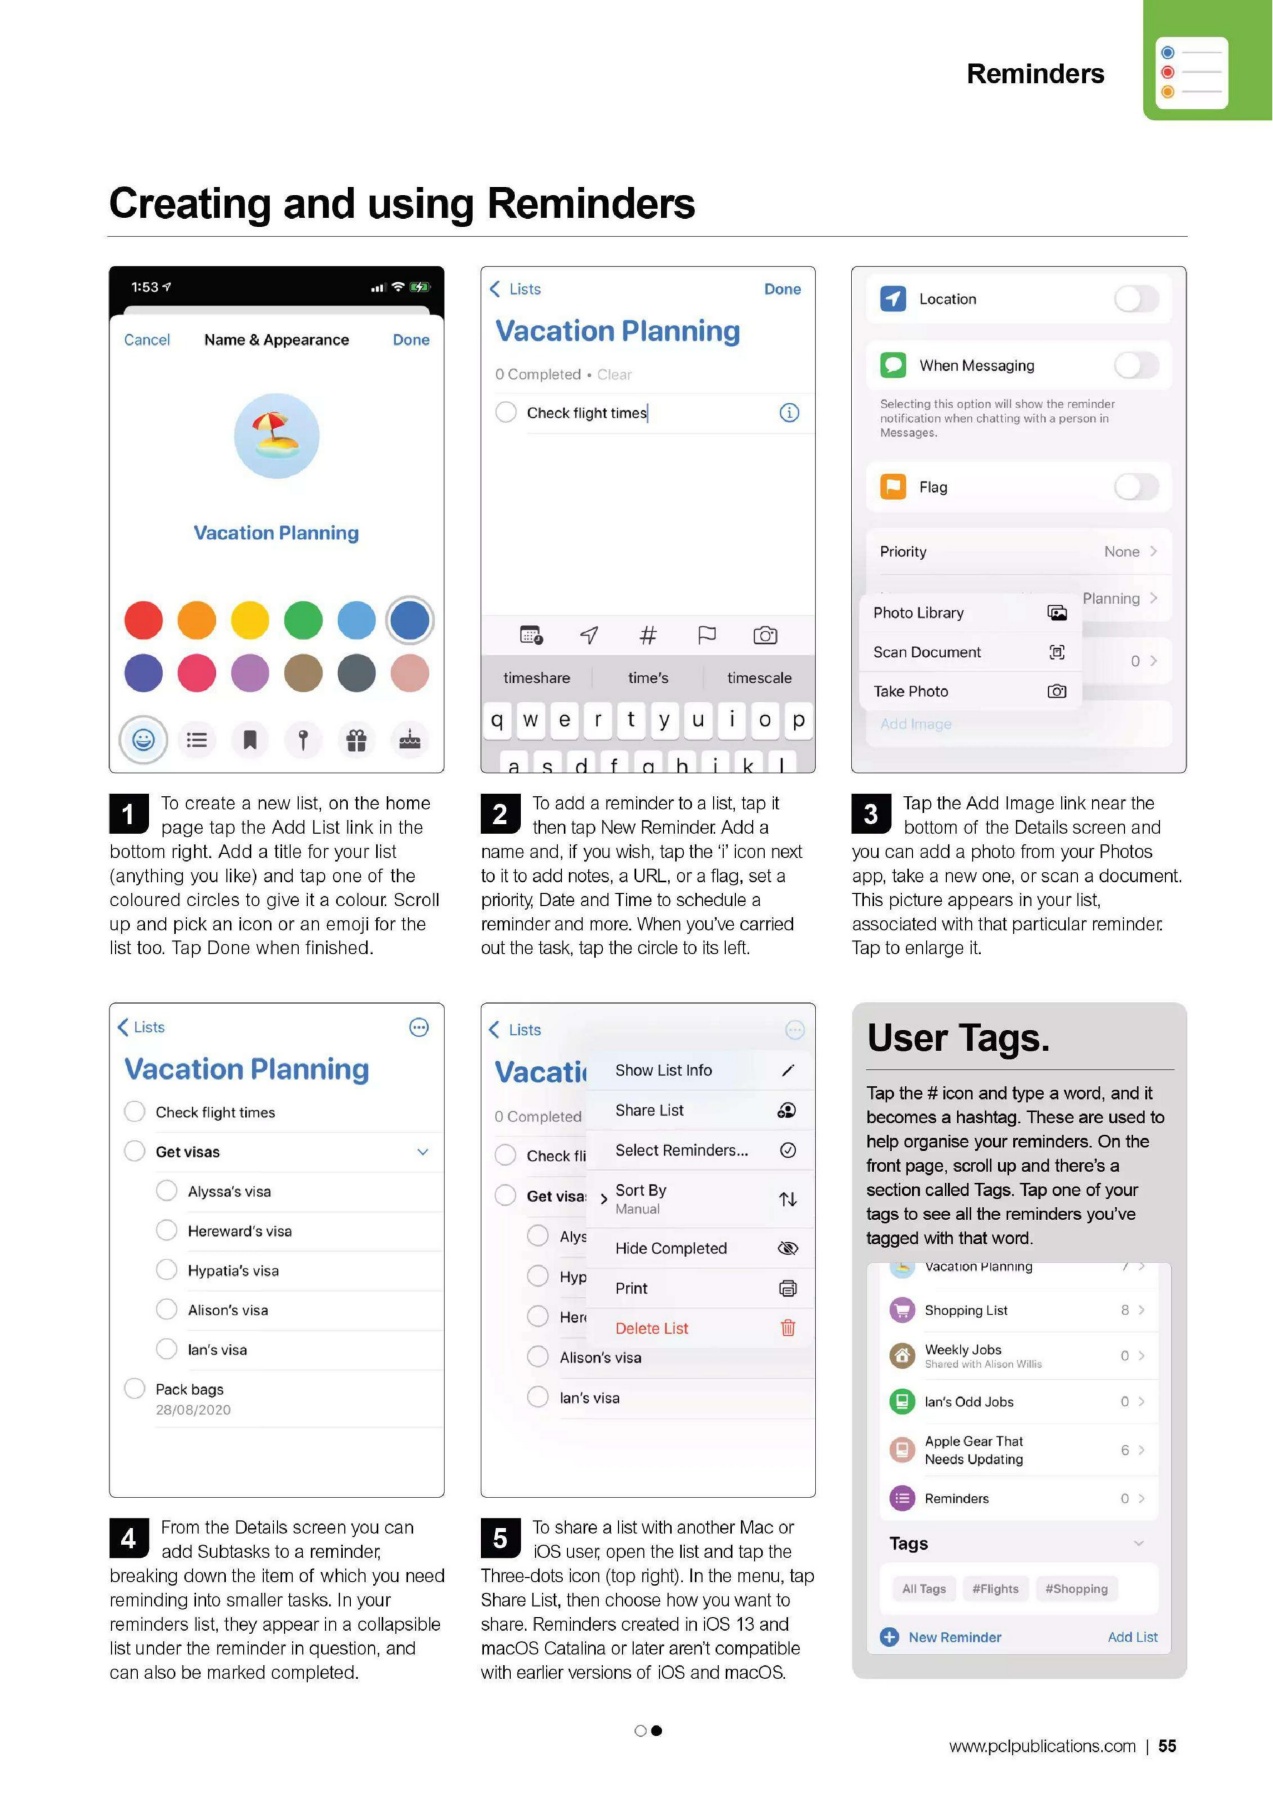 Reminders
Creating and using Reminders
1:53
Cancel
Name & Appearance
Done
Vacation Planning
Lists
Done
Vacation Planning
0 Completed • Clear
Check flight times
timeshare
time's
timescale
q w e r t y u i o p
a s d f g h j k l
Location
When Messaging
Selecting this option will show the reminder
notification when chatting with a person in
Messages.
Flag
Priority
None
Planning
Photo Library
Scan Document
0
Take Photo
Add Image
1 To create a new list, on the home
page tap the Add List link in the
bottom right. Add a title for your list
(anything you like) and tap one of the
coloured circles to give it a colour. Scroll
up and pick an icon or an emoji for the
list too. Tap Done when finished.
2 To add a reminder to a list, tap it
then tap New Reminder. Add a
name and, if you wish, tap the ‘i’ icon next
to it to add notes, a URL, or a flag, set a
priority, Date and Time to schedule a
reminder and more. When you’ve carried
out the task, tap the circle to its left.
3 Tap the Add Image link near the
bottom of the Details screen and
you can add a photo from your Photos
app, take a new one, or scan a document.
This picture appears in your list,
associated with that particular reminder.
Tap to enlarge it.
Lists
Vacation Planning
Check flight times
Get visas
Alyssa's visa
Hereward's visa
Hypatia's visa
Alison's visa
Ian's visa
Pack bags
28/08/2020
Lists
Vacati
0 Completed
Check fli
Get visa
Alys
Hyp
Her
Alison's visa
Ian's visa
Show List Info
Share List
Select Reminders...
Sort By
Manual
Hide Completed
Print
Delete List
4 From the Details screen you can
add Subtasks to a reminder,
breaking down the item of which you need
reminding into smaller tasks. In your
reminders list, they appear in a collapsible
list under the reminder in question, and
can also be marked completed.
5 To share a list with another Mac or
iOS user, open the list and tap the
Three-dots icon (top right). In the menu, tap
Share List, then choose how you want to
share. Reminders created in iOS 13 and
macOS Catalina or later aren’t compatible
with earlier versions of iOS and macOS.
User Tags.
Tap the # icon and type a word, and it
becomes a hashtag. These are used to
help organise your reminders. On the
front page, scroll up and there’s a
section called Tags. Tap one of your
tags to see all the reminders you’ve
tagged with that word.
Vacation Planning 7
Shopping List 8
Weekly Jobs 0
Shared with Alison Willis
Ian's Odd Jobs 0
Apple Gear That
Needs Updating 6
Reminders 0
Tags
All Tags #Flights #Shopping
New Reminder
Add List
www.pclpublications.com | 55